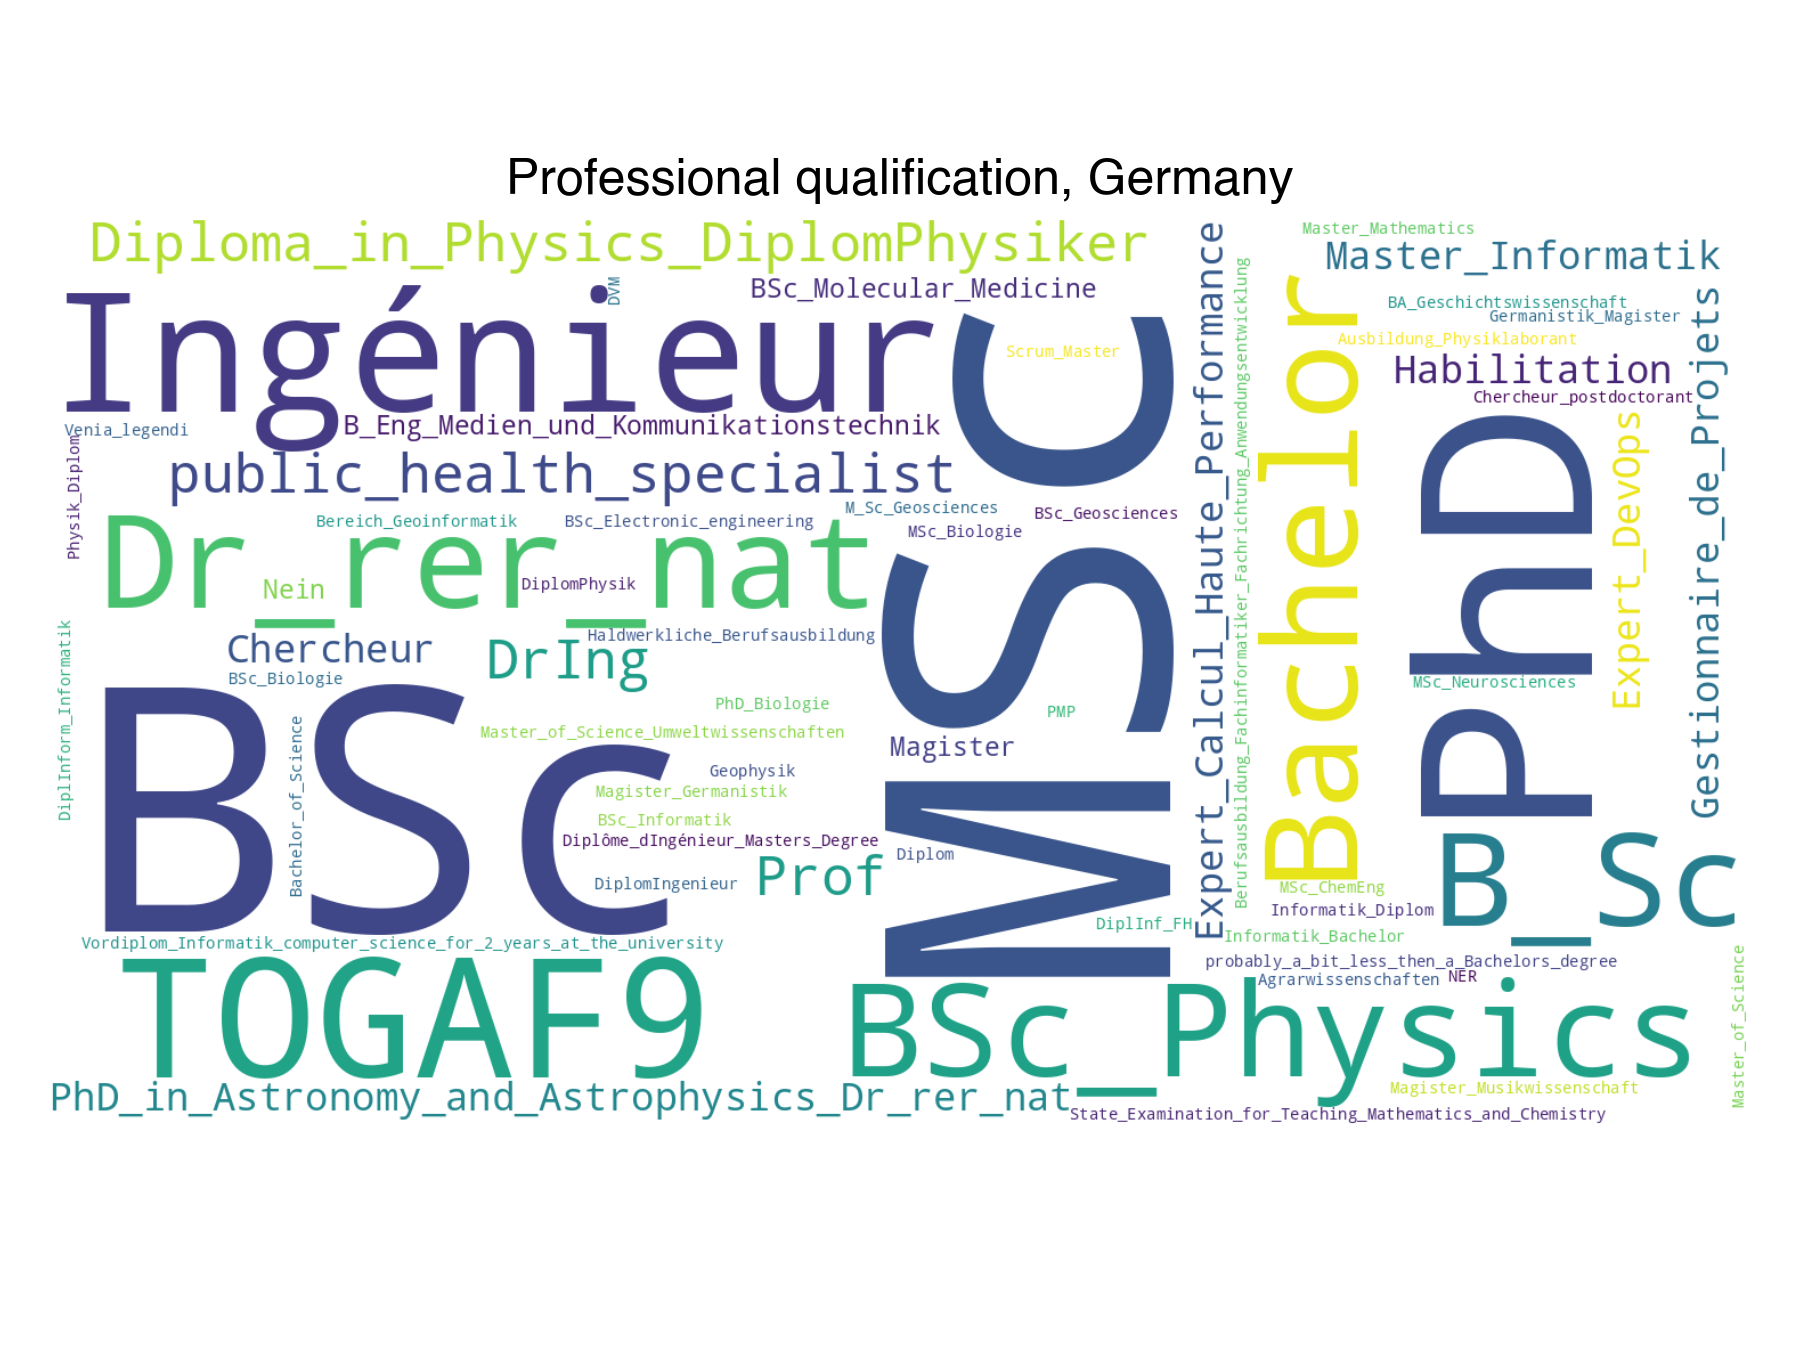 Professional qualification, Germany
Diploma_in_Physics_DiplomPhysiker
Master_Mathematics
Master_Informatik
DVM
BSc_Molecular_Medicine
Ingénieur
BA_Geschichtswissenschaft
Germanistik_Magister
Scrum_Master
Ausbildung_Physiklaborant
Habilitation
Chercheur_postdoctorant
Venia_legendi
B_Eng_Medien_und_Kommunikationstechnik
Physik_Diplom
public_health_specialist
MSc
Expert_Calcul_Haute_Performance
Berufsausbildung_Fachinformatiker_Fachrichtung_Anwendungsentwicklung
Bachelor
PhD
Expert_DevOps
Gestionnaire_de_Projets
M_Sc_Geosciences
BSc_Geosciences
Bereich_Geoinformatik
BSc_Electronic_engineering
MSc_Biologie
Dr_rer_nat
Nein
DiplomPhysik
Haldwerkliche_Berufsausbildung
Chercheur
DrIng
BSc_Biologie
MSc_Neurosciences
DiplInform_Informatik
BSc
Bachelor_of_Science
PhD_Biologie
PMP
Master_of_Science_Umweltwissenschaften
Magister
Geophysik
Magister_Germanistik
BSc_Informatik
Diplôme_dIngénieur_Masters_Degree
Diplom
DiplomIngenieur
Prof
MSc_ChemEng
B_Sc
Informatik_Diplom
DiplInf_FH
Informatik_Bachelor
Vordiplom_Informatik_computer_science_for_2_years_at_the_university
probably_a_bit_less_then_a_Bachelors_degree
Agrarwissenschaften
NER
Master_of_Science
TOGAF9
BSc_Physics
Magister_Musikwissenschaft
PhD_in_Astronomy_and_Astrophysics_Dr_rer_nat
State_Examination_for_Teaching_Mathematics_and_Chemistry